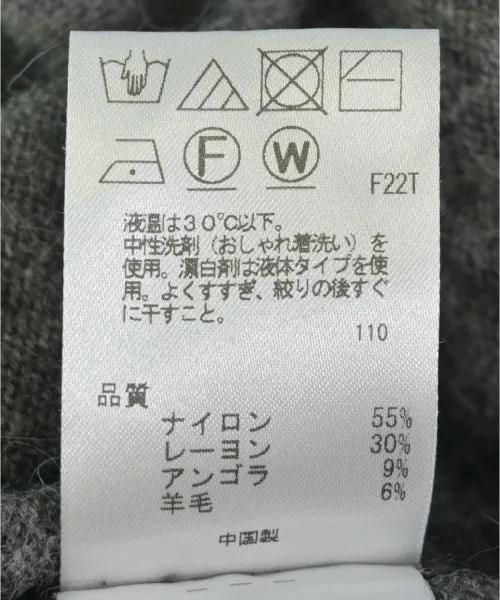 F W
F22T
液温は30℃以下。
中性洗剤(おしゃれ着洗い)を
使用。漂白剤は液体タイプを使
用。よくすすぎ、絞りの後すぐ
に干すこと。
110
品質
ナイロン 55%
レーヨン 30%
アンゴラ 9%
羊毛 6%
中国製